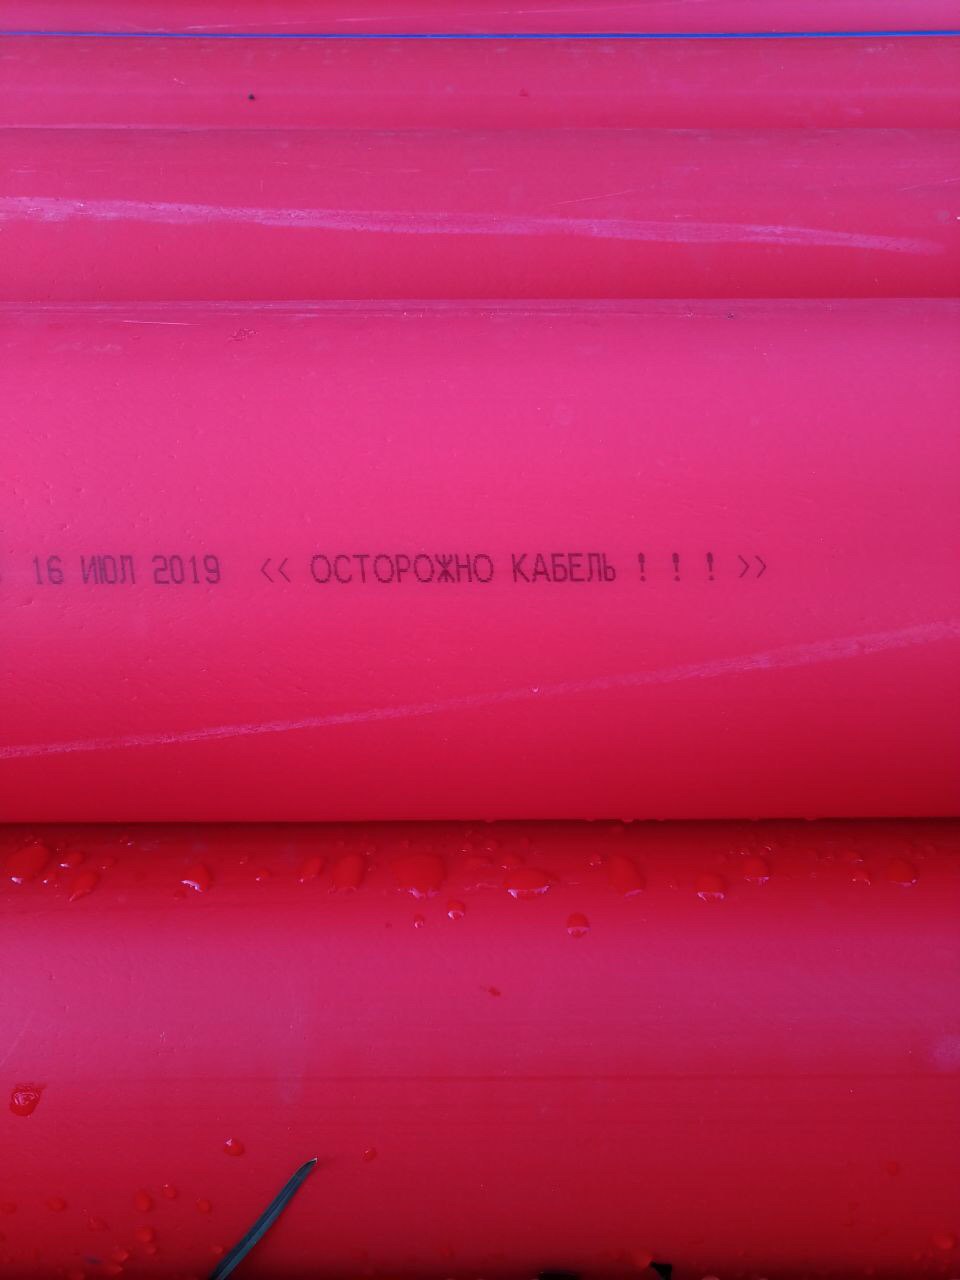 16 ИЮЛ 2019 << ОСТОРОЖНО КАБЕЛЬ ! ! ! >>